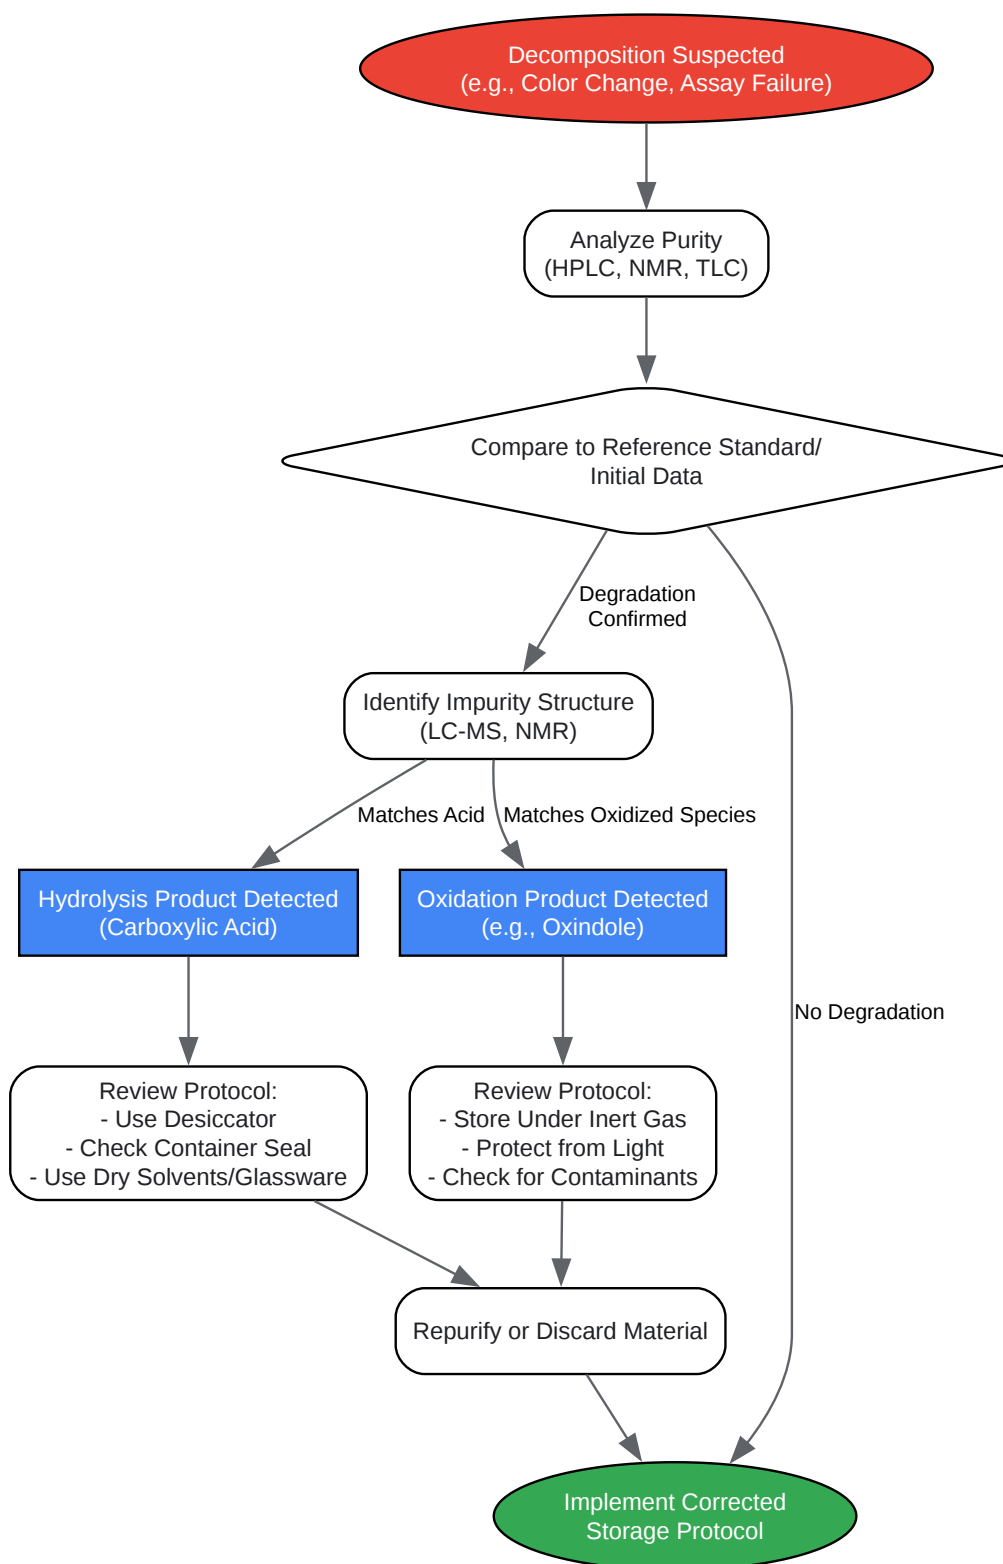 Decomposition Suspected
(e.g., Color Change, Assay Failure)
Analyze Purity
(HPLC, NMR, TLC)
Compare to Reference Standard/
Initial Data
Degradation
Confirmed
Identify Impurity Structure
(LC-MS, NMR)
Matches Acid
Matches Oxidized Species
Hydrolysis Product Detected
(Carboxylic Acid)
Oxidation Product Detected
(e.g., Oxindole)
No Degradation
Review Protocol:
- Use Desiccator
- Check Container Seal
- Use Dry Solvents/Glassware
Review Protocol:
- Store Under Inert Gas
- Protect from Light
- Check for Contaminants
Repurify or Discard Material
Implement Corrected
Storage Protocol